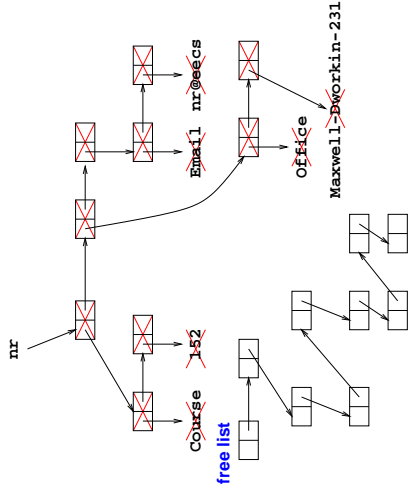 nr
Course
152
Email
nr@eecs
Office
Maxwell-Dworkin-231
free list